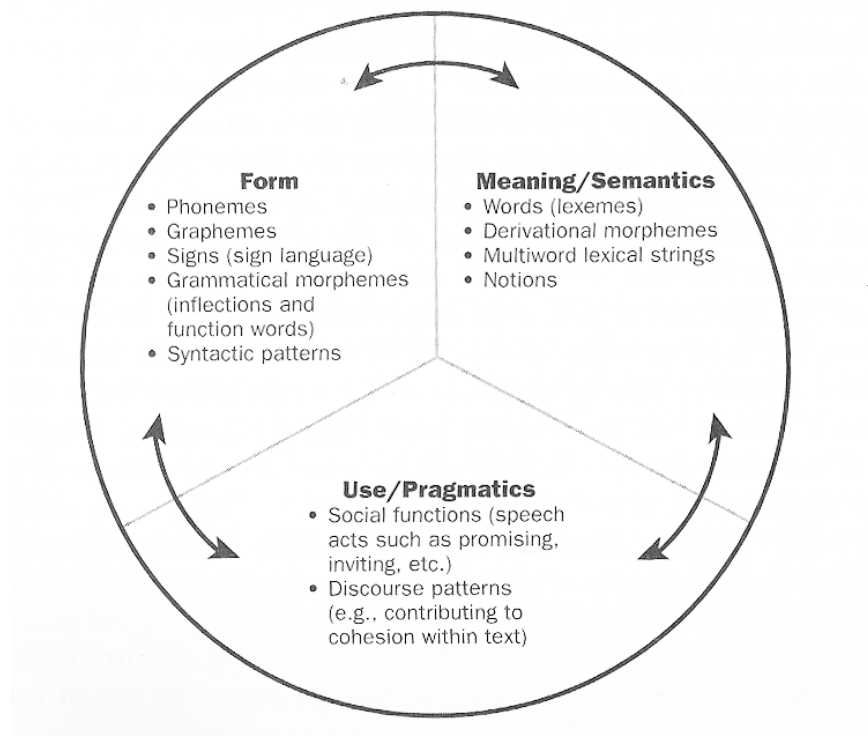 Form
• Phonemes
• Graphemes
• Signs (sign language)
• Grammatical morphemes
(inflections and
function words)
• Syntactic patterns
Meaning/Semantics
• Words (lexemes)
• Derivational morphemes
• Multiword lexical strings
• Notions
Use/Pragmatics
• Social functions (speech
acts such as promising,
inviting, etc.)
• Discourse patterns
(e.g., contributing to
cohesion within text)